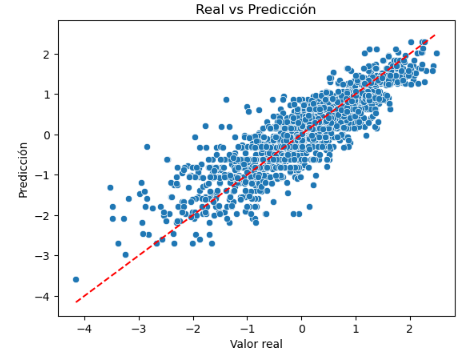 Real vs Predicción
2
1
0
−1
−2
−3
−4
Predicción
−4 −3 −2 −1 0 1 2
Valor real